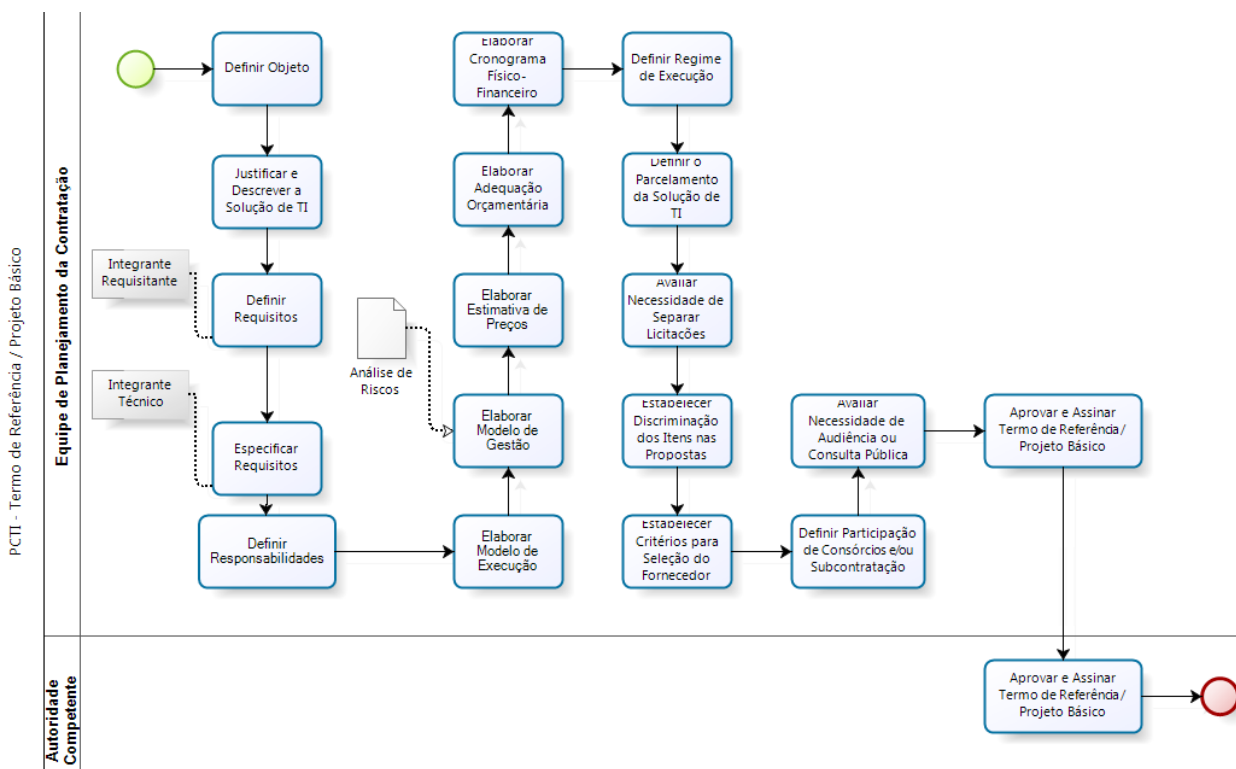 PCTI - Termo de Referência / Projeto Básico
Equipe de Planejamento da Contratação
Definir Objeto
Justificar e
Descrever a
Solução de TI
Integrante
Requisitante
Definir
Requisitos
Integrante
Técnico
Especificar
Requisitos
Definir
Responsabilidades
Elaborar
Modelo de
Execução
Análise de
Riscos
Elaborar
Modelo de
Gestão
Elaborar
Estimativa de
Preços
Elaborar
Adequação
Orçamentária
Elaborar
Cronograma
Físico-
Financeiro
Definir Regime
de Execução
Definir o
Parcelamento
da Solução de
TI
Avaliar
Necessidade de
Separar
Licitações
Estabelecer
Discriminação
dos Itens nas
Propostas
Estabelecer
Critérios para
Seleção do
Fornecedor
Definir Participação
de Consórcios e/ou
Subcontratação
Avaliar
Necessidade de
Audiência ou
Consulta Pública
Aprovar e Assinar
Termo de Referência/
Projeto Básico
Autoridade
Competente
Aprovar e Assinar
Termo de Referência/
Projeto Básico